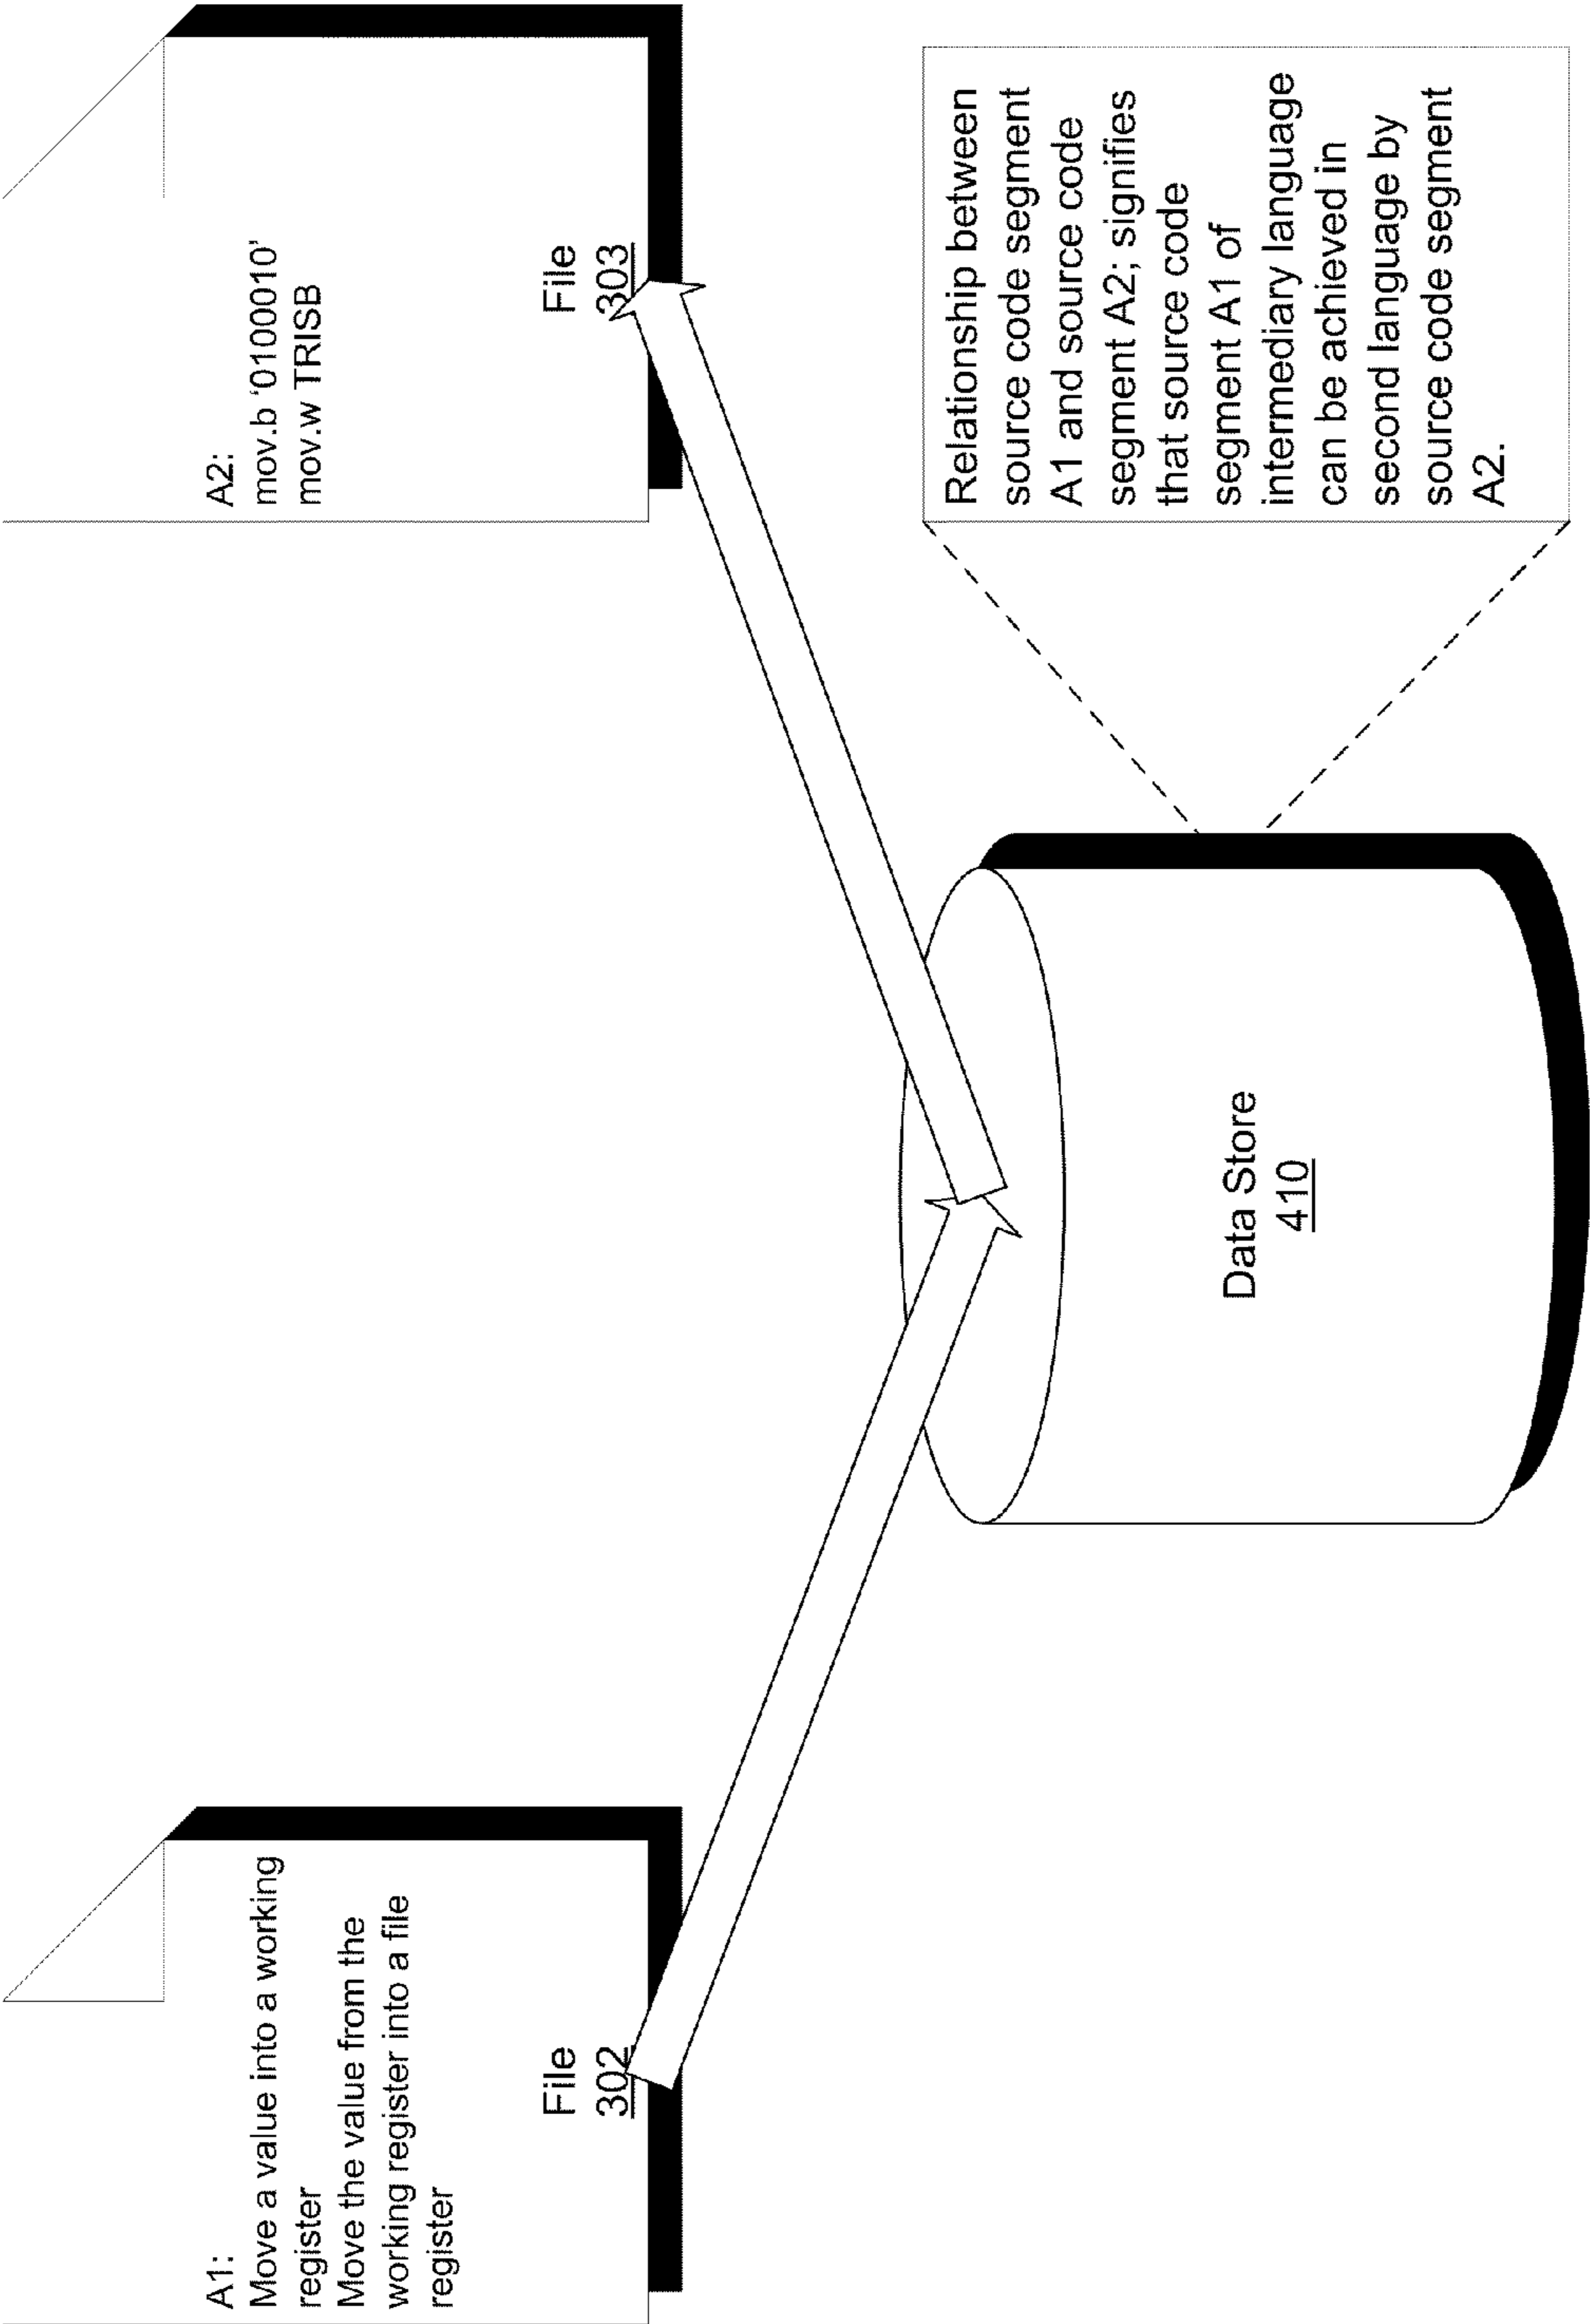 A1:
Move a value into a working
register
Move the value from the
working register into a file
register
File
302
A2:
mov.b ‘0100010’
mov.w TRISB
File
303
Data Store
410
Relationship between
source code segment
A1 and source code
segment A2; signifies
that source code
segment A1 of
intermediary language
can be achieved in
second language by
source code segment
A2.